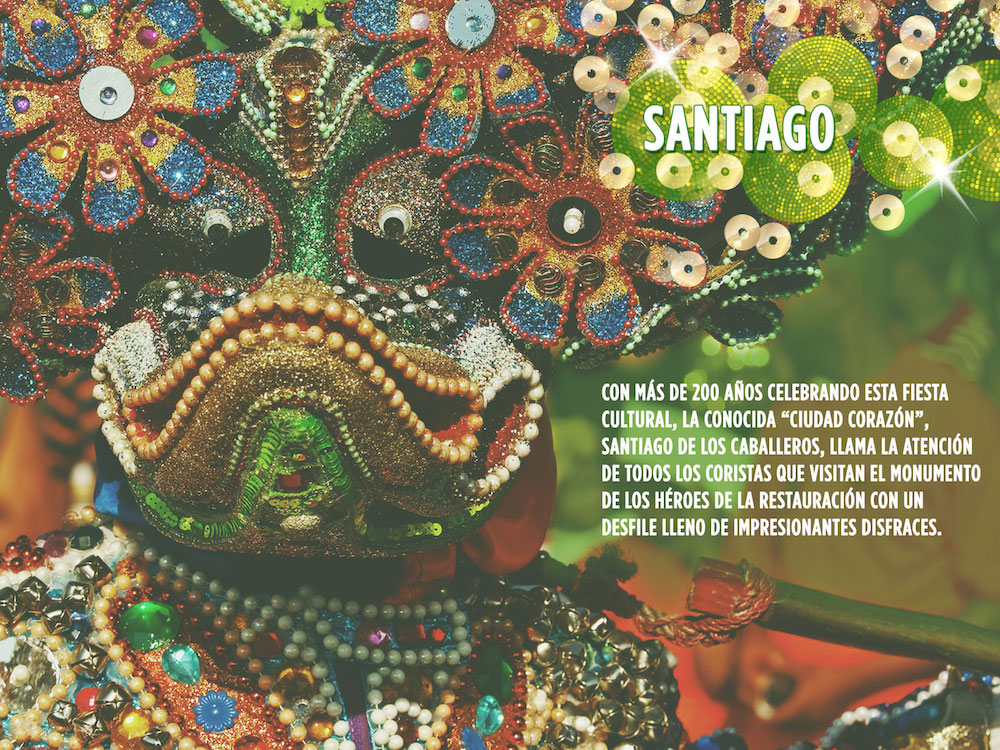 SANTIAGO
CON MÁS DE 200 AÑOS CELEBRANDO ESTA FIESTA
CULTURAL, LA CONOCIDA “CIUDAD CORAZÓN”,
SANTIAGO DE LOS CABALLEROS, LLAMA LA ATENCIÓN
DE TODOS LOS CORISTAS QUE VISITAN EL MONUMENTO
DE LOS HÉROES DE LA RESTAURACIÓN CON UN
DESFILE LLENO DE IMPRESIONANTES DISFRACES.